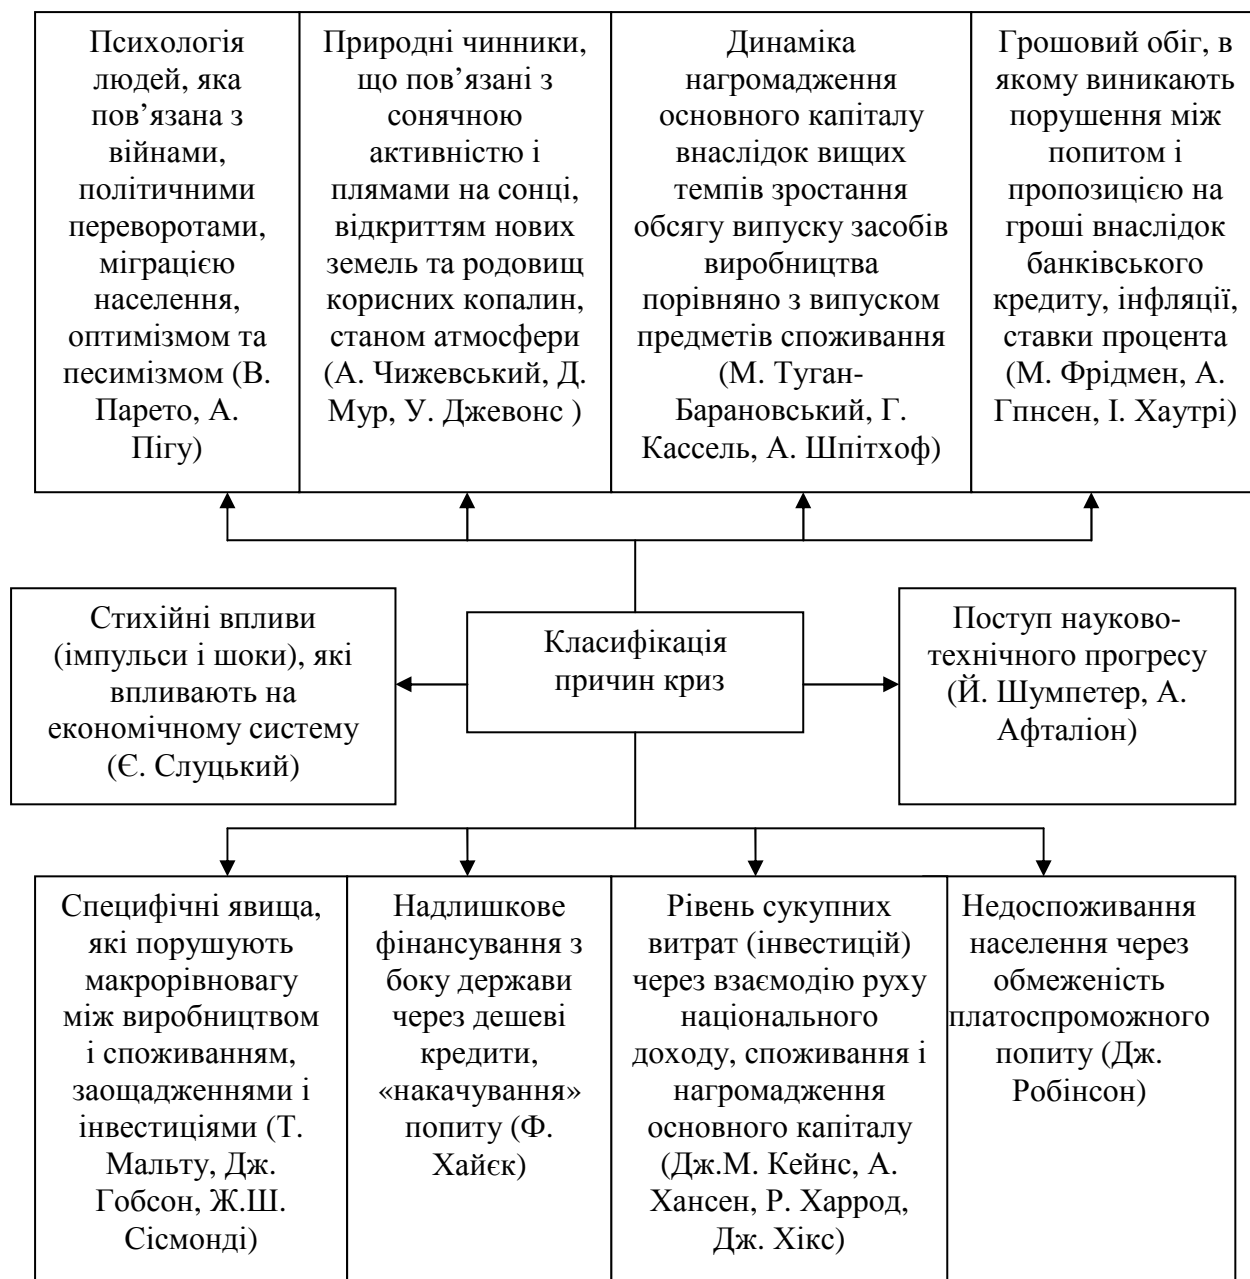 Психологія
людей, яка
пов’язана з
війнами,
політичними
переворотами,
міграцією
населення,
оптимізмом та
песимізмом (В.
Парето, А.
Пігу)
Природні чинники,
що пов’язані з
сонячною
активністю і
плямами на сонці,
відкриттям нових
земель та родовищ
корисних копалин,
станом атмосфери
(А. Чижевський, Д.
Мур, У. Джевонс )
Динаміка
нагромадження
основного капіталу
внаслідок вищих
темпів зростання
обсягу випуску засобів
виробництва
порівняно з випуском
предметів споживання
(М. Туган-
Барановський, Г.
Кассель, А. Шпітхоф)
Грошовий обіг, в
якому виникають
порушення між
попитом і
пропозицією на
гроші внаслідок
банківського
кредиту, інфляції,
ставки процента
(М. Фрідмен, А.
Гпнсен, І. Хаутрі)
Стихійні впливи
(імпульси і шоки), які
впливають на
економічному систему
(Є. Слуцький)
Класифікація
причин криз
Поступ науково-
технічного прогресу
(Й. Шумпетер, А.
Афталіон)
Специфічні явища,
які порушують
макрорівновагу
між виробництвом
і споживанням,
заощадженнями і
інвестиціями (Т.
Мальту, Дж.
Гобсон, Ж.Ш.
Сісмонді)
Надлишкове
фінансування з
боку держави
через дешеві
кредити,
«накачування»
попиту (Ф.
Хайєк)
Рівень сукупних
витрат (інвестицій)
через взаємодію руху
національного
доходу, споживання і
нагромадження
основного капіталу
(Дж.М. Кейнс, А.
Хансен, Р. Харрод,
Дж. Хікс)
Недоспоживання
населення через
обмеженість
платоспроможного
попиту (Дж.
Робінсон)